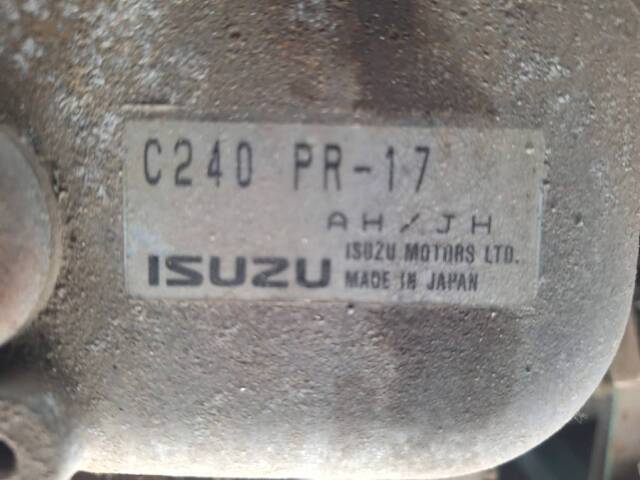 C240 PR-17
AH/JH
ISUZU
ISUZU MOTORS LTD.
MADE IN JAPAN